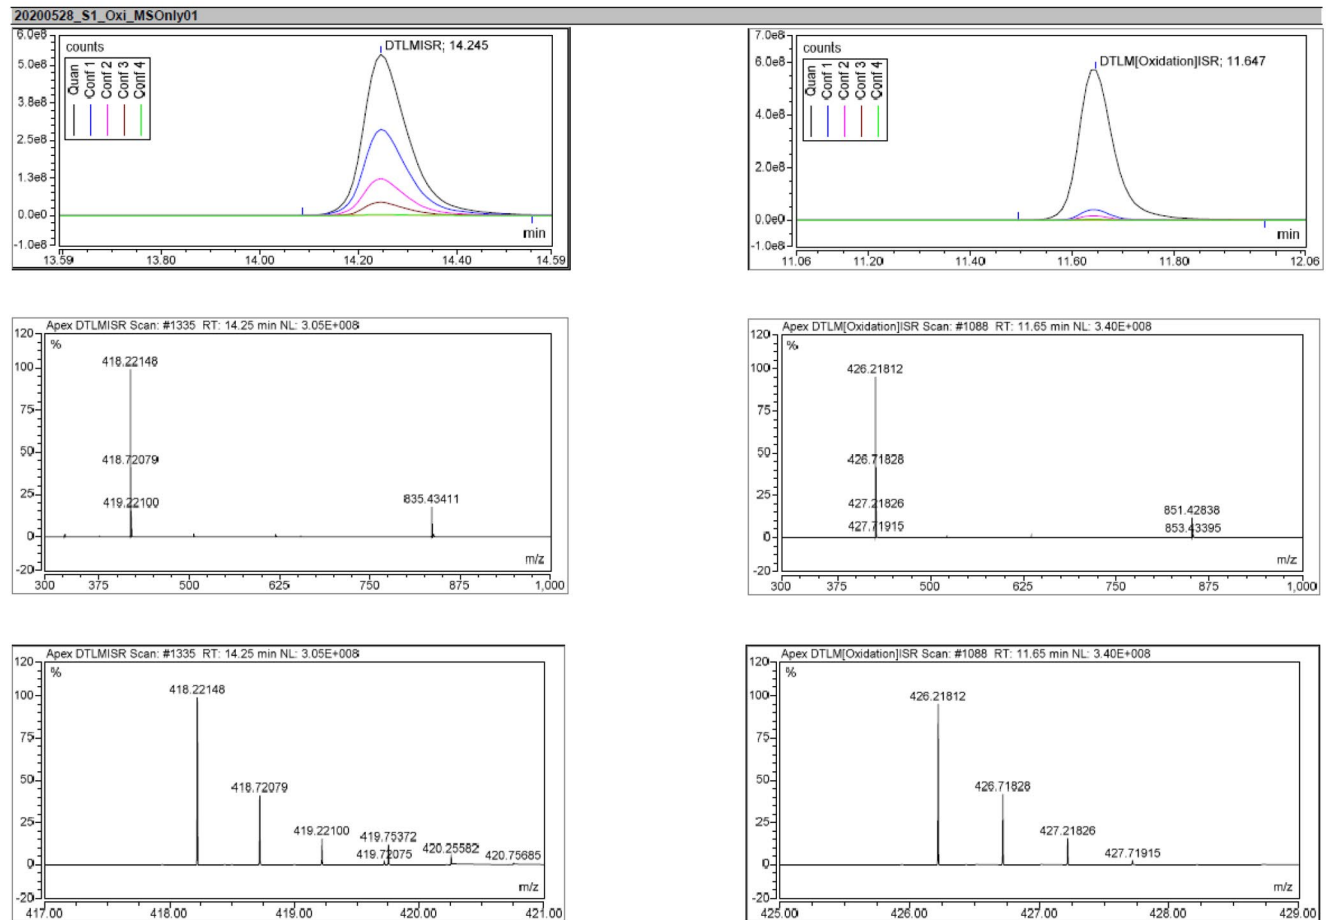 20200528_S1_Oxi_MSOnly01
6.0e8
5.0e8
3.8e8
2.5e8
1.3e8
0.0e0
-1.0e8
counts
Quan
Conf 1
Conf 2
Conf 3
Conf 4
DTLMISR; 14.245
min
13.59 13.80 14.00 14.20 14.40 14.59
7.0e8
6.0e8
4.0e8
2.0e8
0.0e0
-1.0e8
counts
Quan
Conf 1
Conf 2
Conf 3
Conf 4
DTLM[Oxidation]ISR; 11.647
min
11.06 11.20 11.40 11.60 11.80 12.06
Apex DTLMISR Scan: #1335 RT: 14.25 min NL: 3.05E+008
120
100
75
50
25
0
-20
%
418.22148
418.72079
419.22100
835.43411
m/z
300 375 500 625 750 875 1,000
Apex DTLM[Oxidation]ISR Scan: #1088 RT: 11.65 min NL: 3.40E+008
120
100
75
50
25
0
-20
%
426.21812
426.71828
427.21826
427.71915
851.42838
853.43395
m/z
300 375 500 625 750 875 1,000
Apex DTLMISR Scan: #1335 RT: 14.25 min NL: 3.05E+008
120
100
75
50
25
0
-20
%
418.22148
418.72079
419.22100
419.75372
419.72075
420.25582
420.75685
m/z
417.00 418.00 419.00 420.00 421.00
Apex DTLM[Oxidation]ISR Scan: #1088 RT: 11.65 min NL: 3.40E+008
120
100
75
50
25
0
-20
%
426.21812
426.71828
427.21826
427.71915
m/z
425.00 426.00 427.00 428.00 429.00